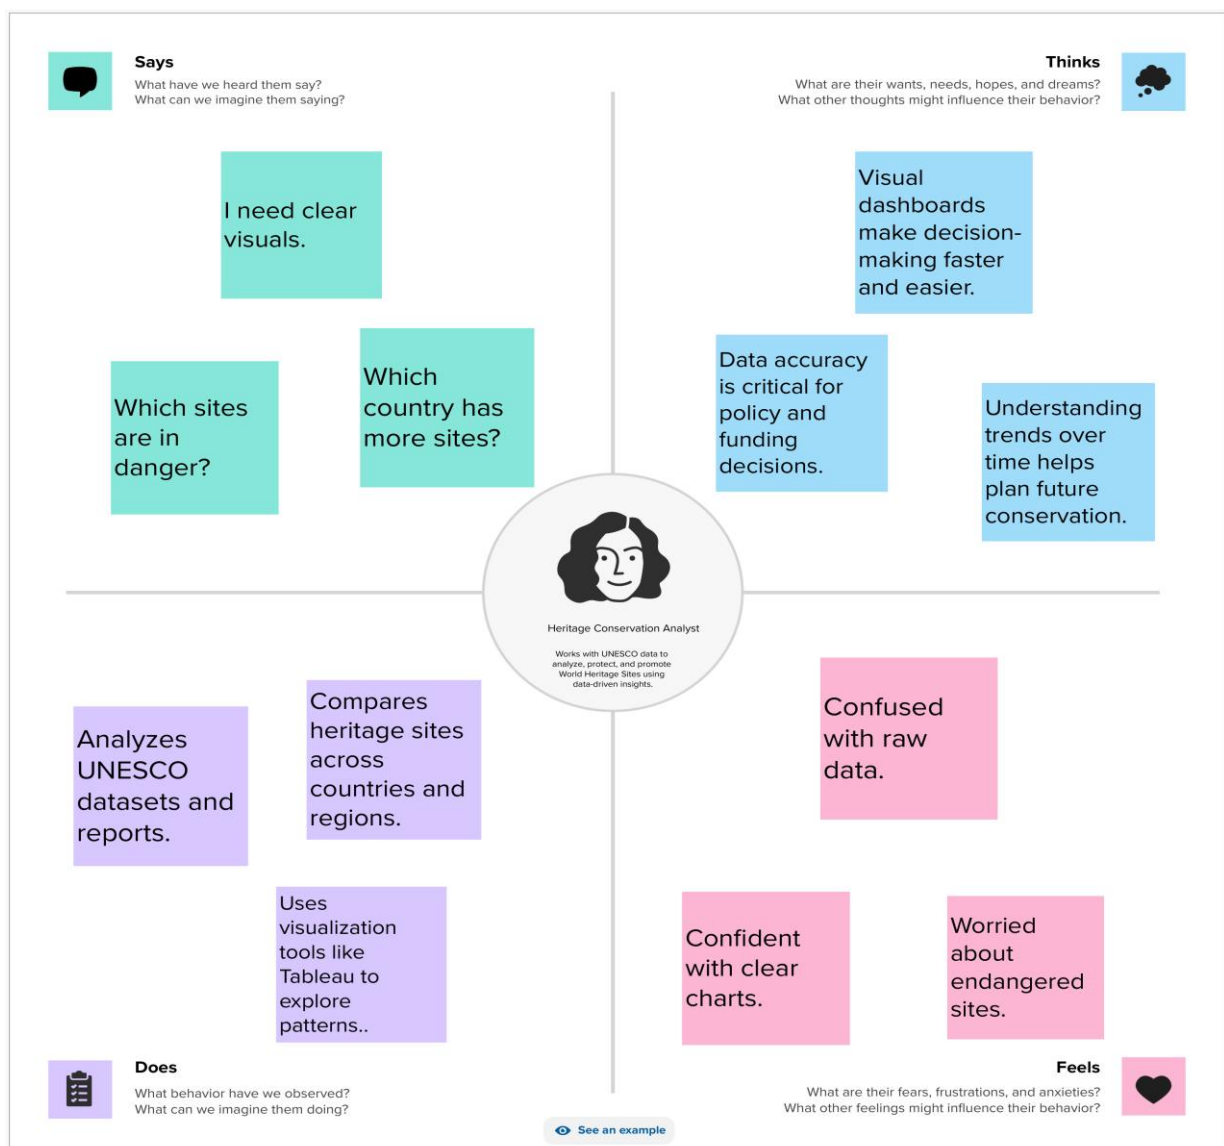 Says
What have we heard them say?
What can we imagine them saying?
I need clear
visuals.
Which sites
are in
danger?
Which
country has
more sites?
Thinks
What are their wants, needs, hopes, and dreams?
What other thoughts might influence their behavior?
Visual
dashboards
make decision-
making faster
and easier.
Data accuracy
is critical for
policy and
funding
decisions.
Understanding
trends over
time helps
plan future
conservation.
Heritage Conservation Analyst
Works with UNESCO data to
analyze, protect, and promote
World Heritage Sites using
data-driven insights.
Analyzes
UNESCO
datasets and
reports.
Compares
heritage sites
across
countries and
regions.
Uses
visualization
tools like
Tableau to
explore
patterns..
Does
What behavior have we observed?
What can we imagine them doing?
Confused
with raw
data.
Confident
with clear
charts.
Worried
about
endangered
sites.
Feels
What are their fears, frustrations, and anxieties?
What other feelings might influence their behavior?
See an example